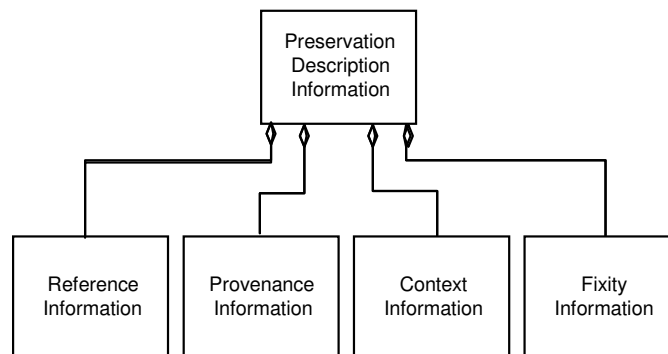 Preservation
Description
Information
Reference
Information
Provenance
Information
Context
Information
Fixity
Information